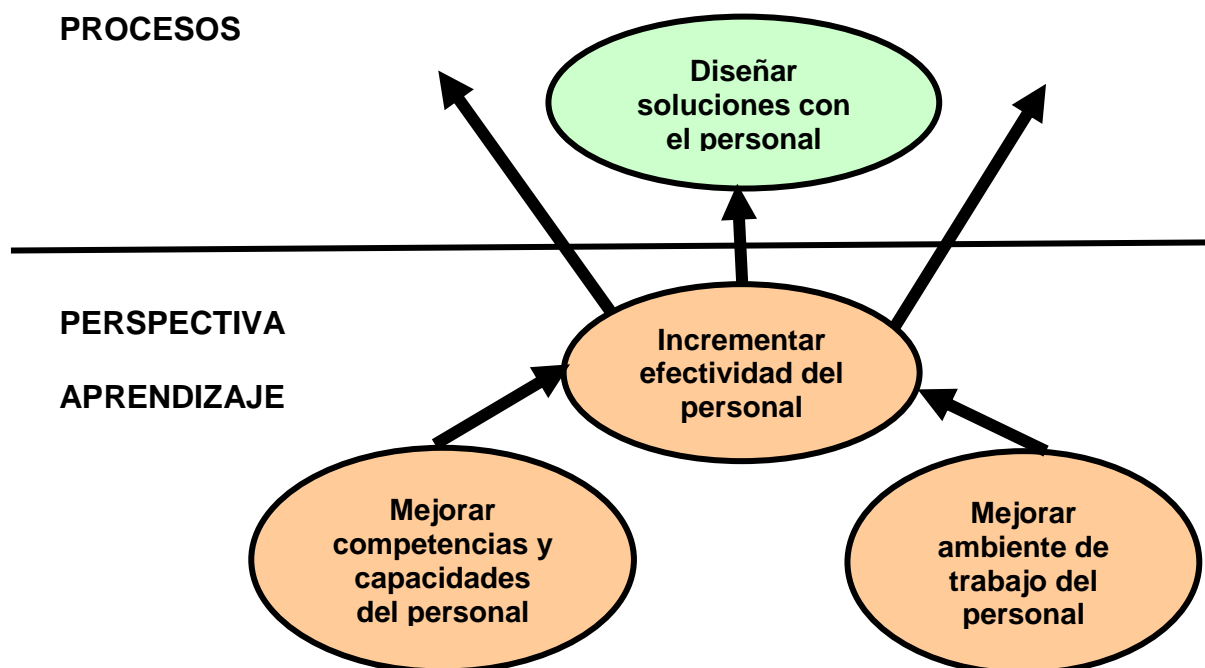 PROCESOS
Diseñar
soluciones con
el personal
PERSPECTIVA
APRENDIZAJE
Incrementar
efectividad del
personal
Mejorar
competencias y
capacidades
del personal
Mejorar
ambiente de
trabajo del
personal